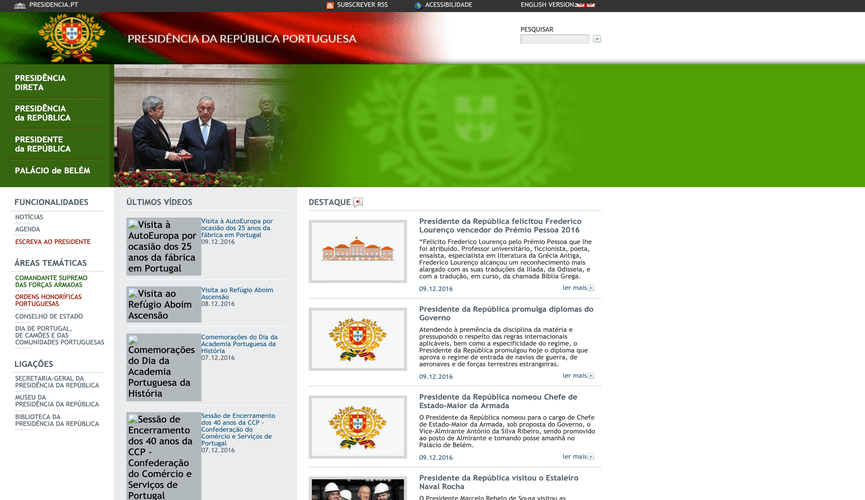 PRESIDENCIA.PT
SUBSCREVER RSS
ACESSIBILIDADE
ENGLISH VERSION
PRESIDÊNCIA DA REPÚBLICA PORTUGUESA
PESQUISAR
PRESIDÊNCIA
DIRETA
PRESIDÊNCIA
da REPÚBLICA
PRESIDENTE
da REPÚBLICA
PALÁCIO de BELÉM
FUNCIONALIDADES
NOTÍCIAS
AGENDA
ESCREVA AO PRESIDENTE
ÁREAS TEMÁTICAS
COMANDANTE SUPREMO
DAS FORÇAS ARMADAS
ORDENS HONORÍFICAS
PORTUGUESAS
CONSELHO DE ESTADO
DIA DE PORTUGAL,
DE CAMÕES E DAS
COMUNIDADES PORTUGUESAS
LIGAÇÕES
SECRETARIA-GERAL DA
PRESIDÊNCIA DA REPÚBLICA
MUSEU DA
PRESIDÊNCIA DA REPÚBLICA
BIBLIOTECA DA
PRESIDÊNCIA DA REPÚBLICA
ÚLTIMOS VÍDEOS
Visita à
AutoEuropa por
ocasião dos 25
anos da fábrica
em Portugal
Visita à AutoEuropa por
ocasião dos 25 anos da
fábrica em Portugal
09.12.2016
Visita ao
Refúgio Aboim
Ascensão
Visita ao Refúgio Aboim
Ascensão
08.12.2016
Comemorações
do Dia da
Academia
Portuguesa da
História
Comemorações do Dia da
Academia Portuguesa da
História
07.12.2016
Sessão de
Encerramento
dos 40 anos da
CCP -
Confederação
do Comércio e
Serviços de
Portugal
Sessão de Encerramento
dos 40 anos da CCP -
Confederação do
Comércio e Serviços de
Portugal
07.12.2016
DESTAQUE
Presidente da República felicitou Frederico
Lourenço vencedor do Prémio Pessoa 2016
“Felicito Frederico Lourenço pelo Prémio Pessoa que lhe
foi atribuído. Professor universitário, ficcionista, poeta,
ensaísta, especialista em literatura da Grécia Antiga,
Frederico Lourenço alcançou um reconhecimento mais
alargado com as suas traduções da Ilíada, da Odisseia, e
com a tradução, em curso, da chamada Bíblia Grega.
09.12.2016
ler mais
Presidente da República promulga diplomas do
Governo
Atendendo à premência da disciplina da matéria e
pressupondo o respeito das regras internacionais
aplicáveis, bem como a especificidade do regime, o
Presidente da República promulgou hoje o diploma que
aprova o regime de entrada de navios de guerra, de
aeronaves e de forças terrestres estrangeiras.
09.12.2016
ler mais
Presidente da República nomeou Chefe de
Estado-Maior da Armada
O Presidente da República nomeou para o cargo de Chefe
de Estado-Maior da Armada, sob proposta do Governo, o
Vice-Almirante António da Silva Ribeiro, sendo promovido
ao posto de Almirante e tomando posse amanhã no
Palácio de Belém.
09.12.2016
ler mais
Presidente da República visitou o Estaleiro
Naval Rocha
O Presidente Marcelo Rebelo de Sousa visitou as